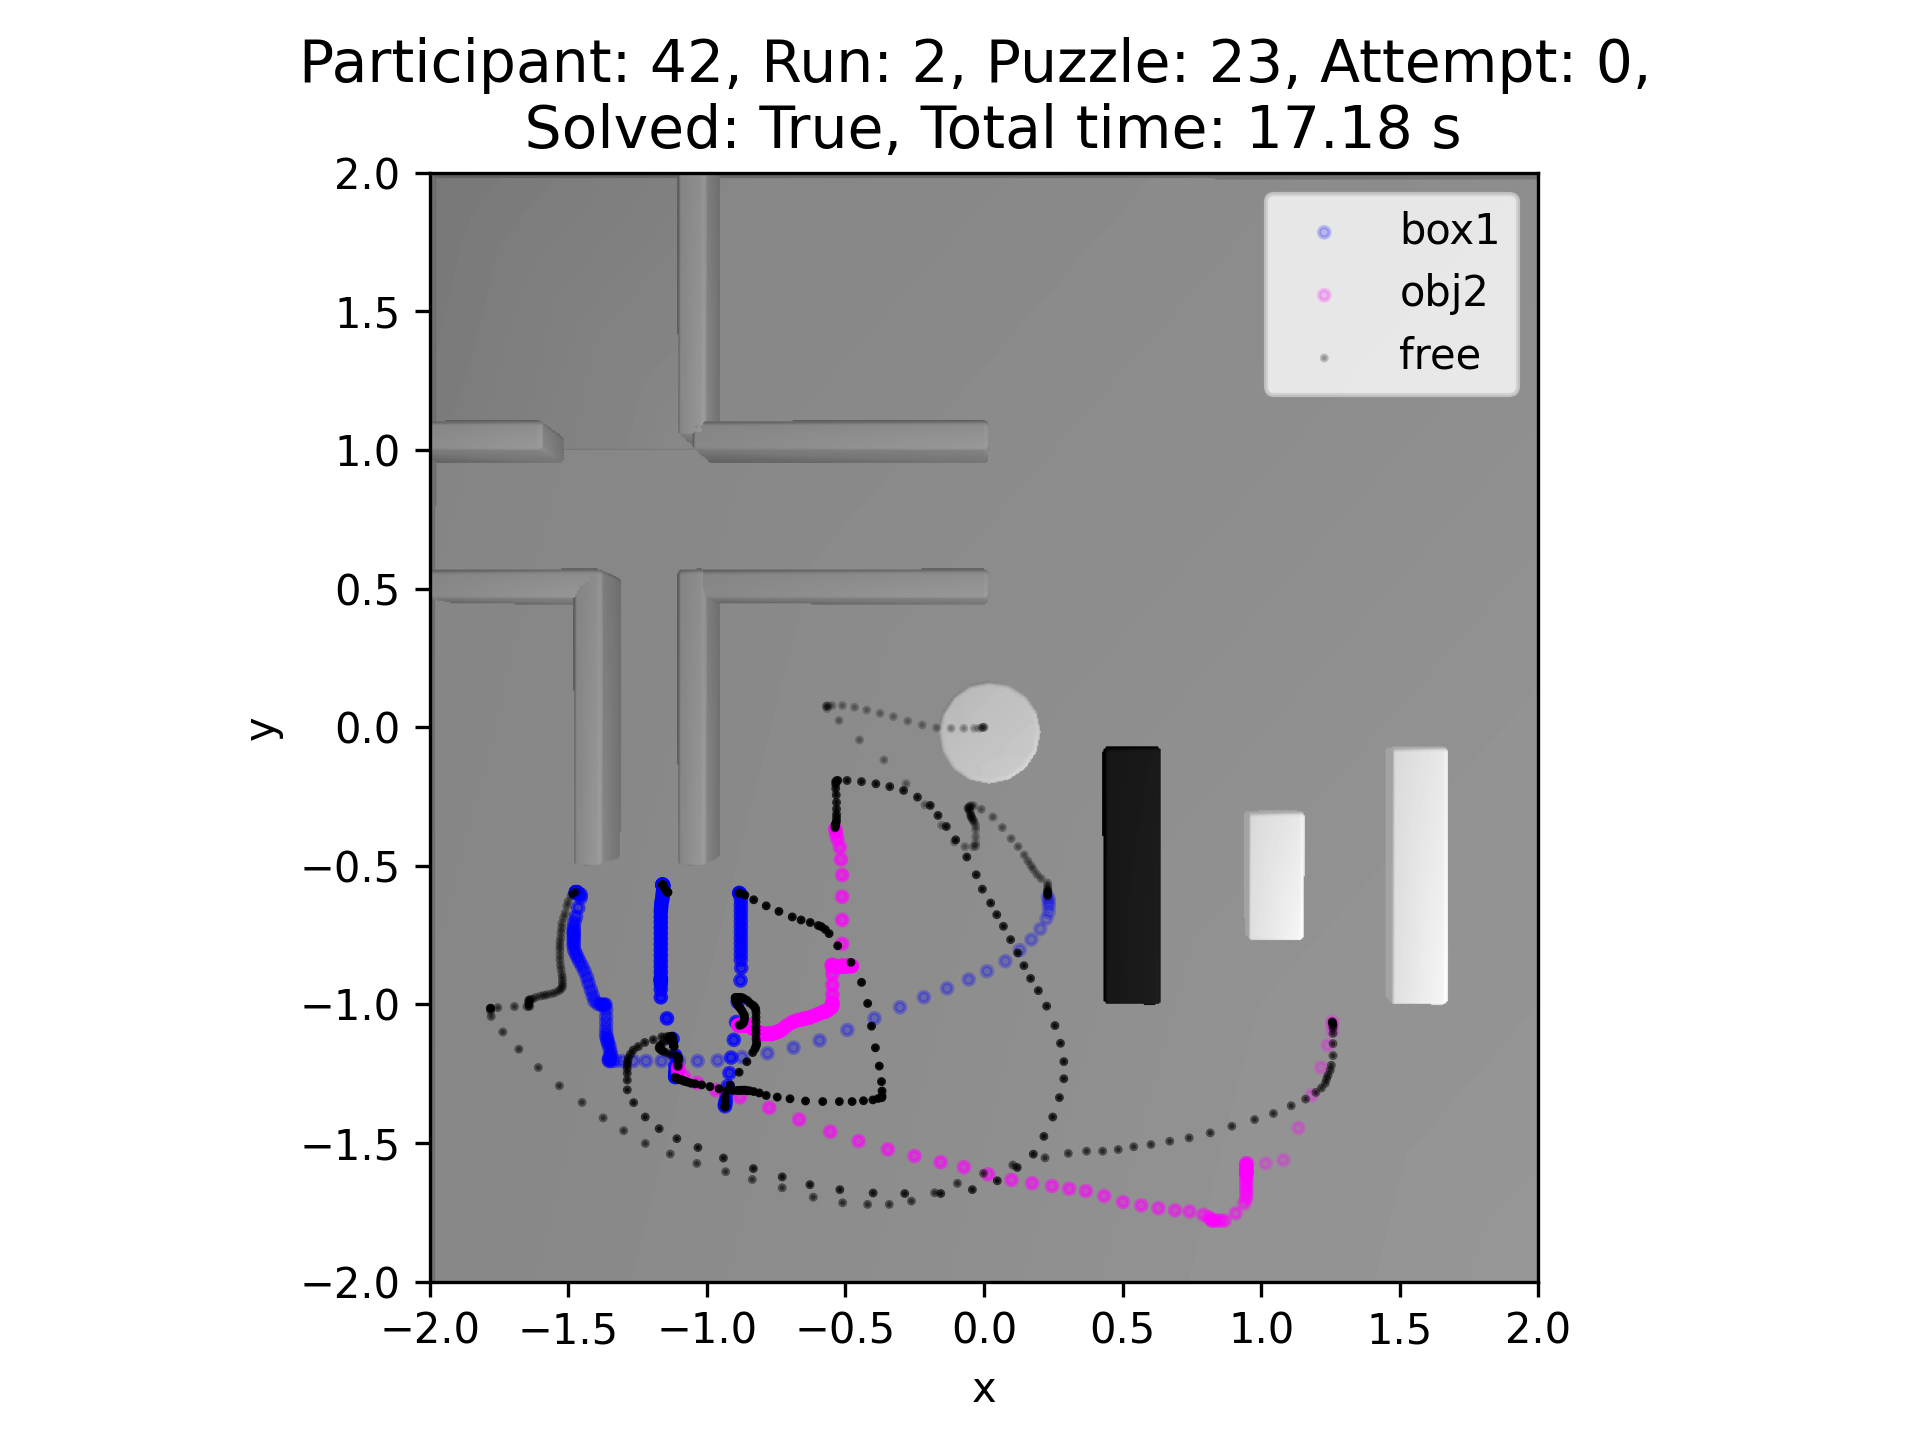 Participant: 42, Run: 2, Puzzle: 23, Attempt: 0,
Solved: True, Total time: 17.18 s
box1
obj2
free
2.0
1.5
1.0
0.5
0.0
−0.5
−1.0
−1.5
−2.0
y
−2.0 −1.5 −1.0 −0.5 0.0 0.5 1.0 1.5 2.0
x